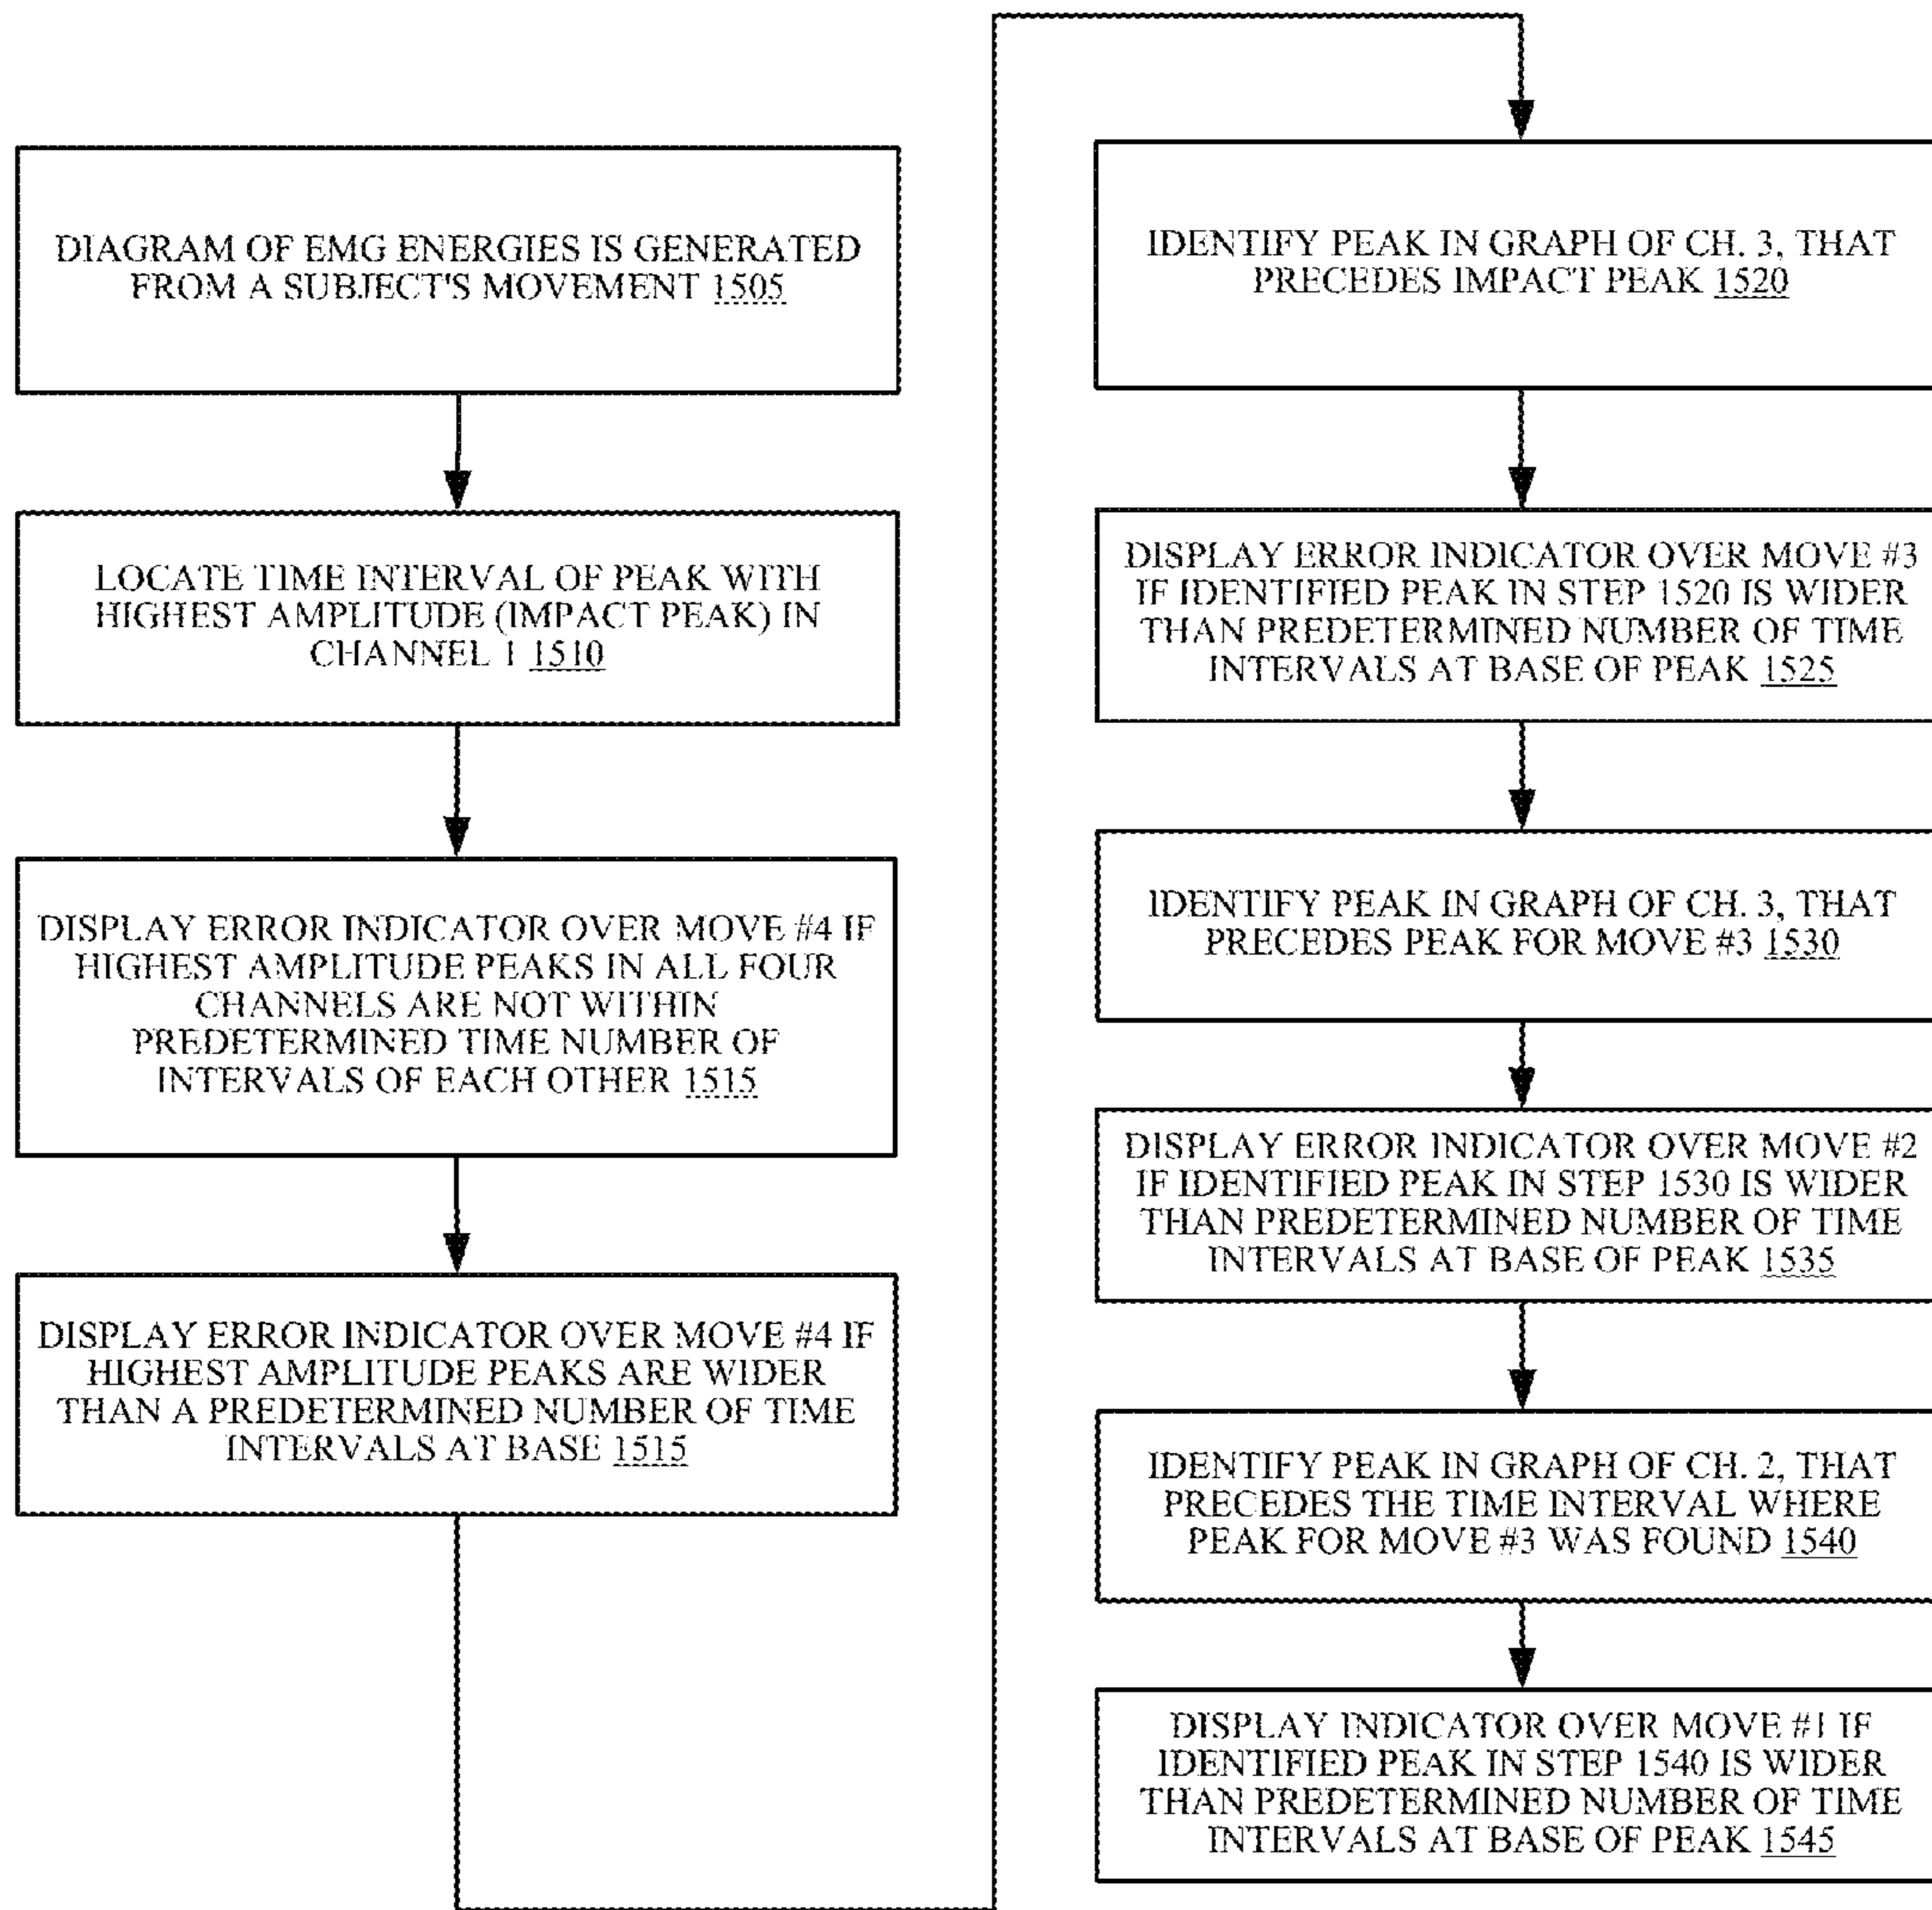 DIAGRAM OF EMG ENERGIES IS GENERATED
FROM A SUBJECT'S MOVEMENT 1505
LOCATE TIME INTERVAL OF PEAK WITH
HIGHEST AMPLITUDE (IMPACT PEAK) IN
CHANNEL 1 1510
DISPLAY ERROR INDICATOR OVER MOVE #4 IF
HIGHEST AMPLITUDE PEAKS IN ALL FOUR
CHANNELS ARE NOT WITHIN
PREDETERMINED TIME NUMBER OF
INTERVALS OF EACH OTHER 1515
DISPLAY ERROR INDICATOR OVER MOVE #4 IF
HIGHEST AMPLITUDE PEAKS ARE WIDER
THAN A PREDETERMINED NUMBER OF TIME
INTERVALS AT BASE 1515
IDENTIFY PEAK IN GRAPH OF CH. 3, THAT
PRECEDES IMPACT PEAK 1520
DISPLAY ERROR INDICATOR OVER MOVE #3
IF IDENTIFIED PEAK IN STEP 1520 IS WIDER
THAN PREDETERMINED NUMBER OF TIME
INTERVALS AT BASE OF PEAK 1525
IDENTIFY PEAK IN GRAPH OF CH. 3, THAT
PRECEDES PEAK FOR MOVE #3 1530
DISPLAY ERROR INDICATOR OVER MOVE #2
IF IDENTIFIED PEAK IN STEP 1530 IS WIDER
THAN PREDETERMINED NUMBER OF TIME
INTERVALS AT BASE OF PEAK 1535
IDENTIFY PEAK IN GRAPH OF CH. 2, THAT
PRECEDES THE TIME INTERVAL WHERE
PEAK FOR MOVE #3 WAS FOUND 1540
DISPLAY INDICATOR OVER MOVE #1 IF
IDENTIFIED PEAK IN STEP 1540 IS WIDER
THAN PREDETERMINED NUMBER OF TIME
INTERVALS AT BASE OF PEAK 1545